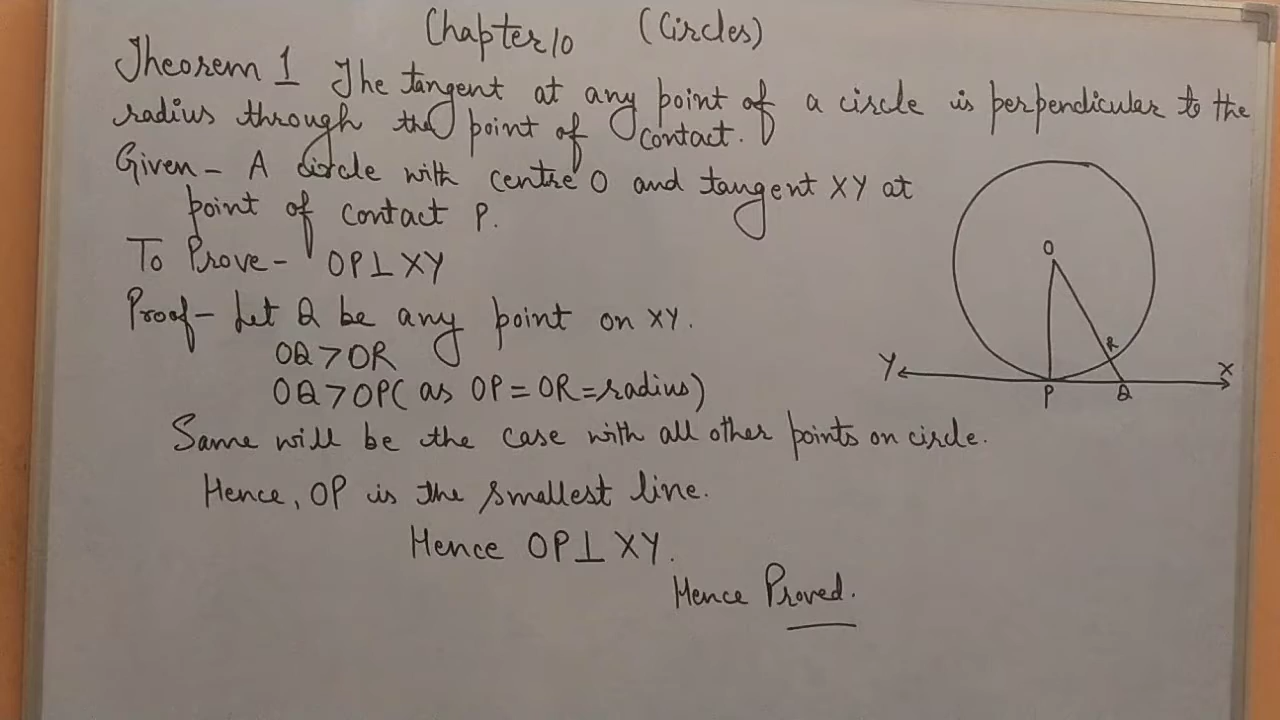 Chapter 10 (Circles)
Theorem 1 The tangent at any point of a circle is perpendicular to the
radius through the point of contact.
Given - A circle with centre O and tangent XY at
point of contact P.
To Prove - OP⊥XY
Proof - Let Q be any point on XY.
OQ>OR
OQ>OP( as OP=OR=radius)
Same will be the case with all other points on circle.
Hence, OP is the smallest line.
Hence OP⊥XY.
Hence Proved.
O
R
Y
X
P
Q